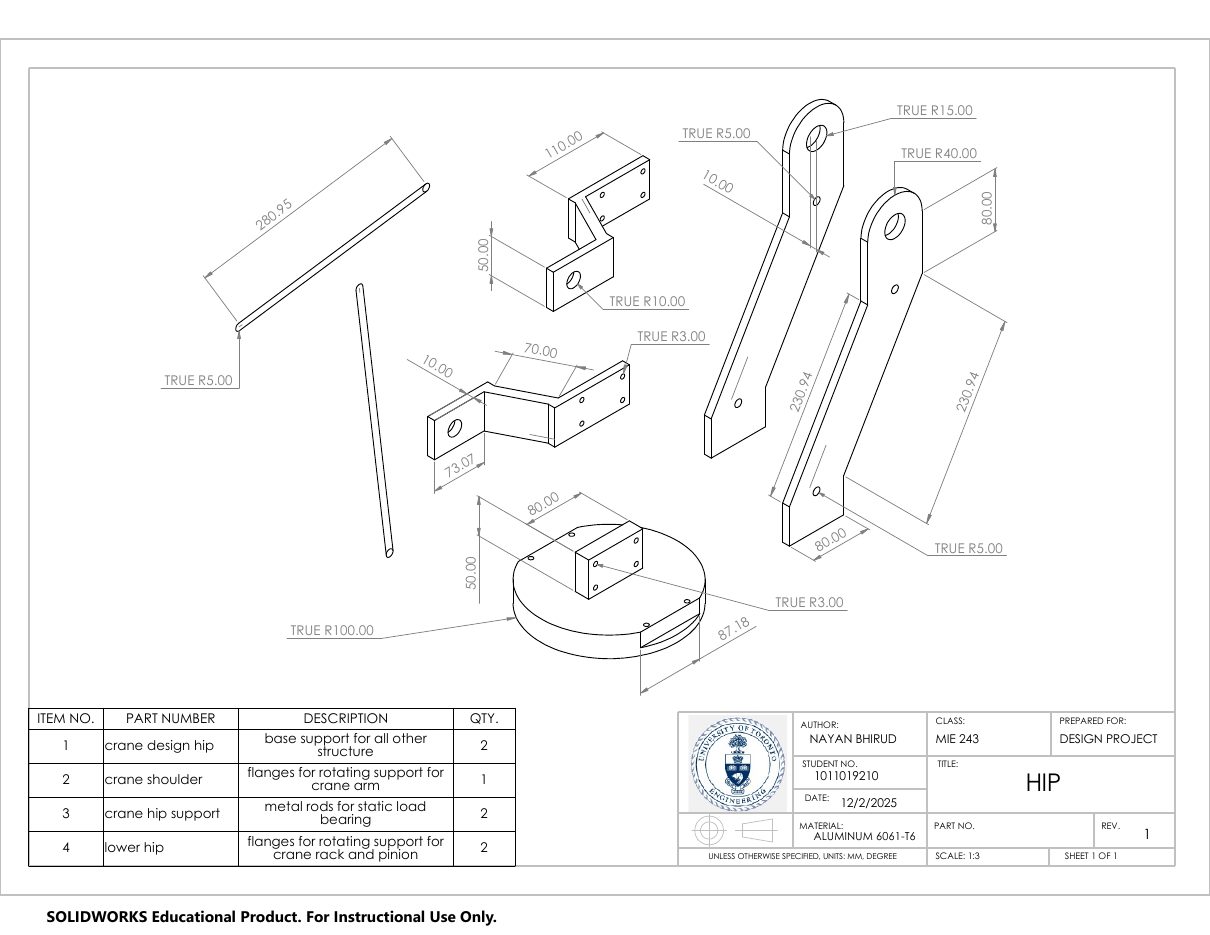 TRUE R15.00
TRUE R5.00
110.00
TRUE R40.00
10.00
80.00
280.95
50.00
TRUE R10.00
TRUE R3.00
70.00
10.00
TRUE R5.00
230.94
230.94
73.07
80.00
80.00
TRUE R5.00
50.00
TRUE R3.00
TRUE R100.00
87.18
ITEM NO. PART NUMBER DESCRIPTION QTY.
1 crane design hip base support for all other structure 2
2 crane shoulder flanges for rotating support for crane arm 1
3 crane hip support metal rods for static load bearing 2
4 lower hip flanges for rotating support for crane rack and pinion 2
UNIVERSITY OF TORONTO
ENGINEERING
AUTHOR:
NAYAN BHIRUD
CLASS:
MIE 243
PREPARED FOR:
DESIGN PROJECT
STUDENT NO.
1011019210
TITLE:
HIP
DATE: 12/2/2025
MATERIAL:
ALUMINUM 6061-T6
PART NO.
REV.
1
UNLESS OTHERWISE SPECIFIED, UNITS: MM, DEGREE
SCALE: 1:3
SHEET 1 OF 1
SOLIDWORKS Educational Product. For Instructional Use Only.